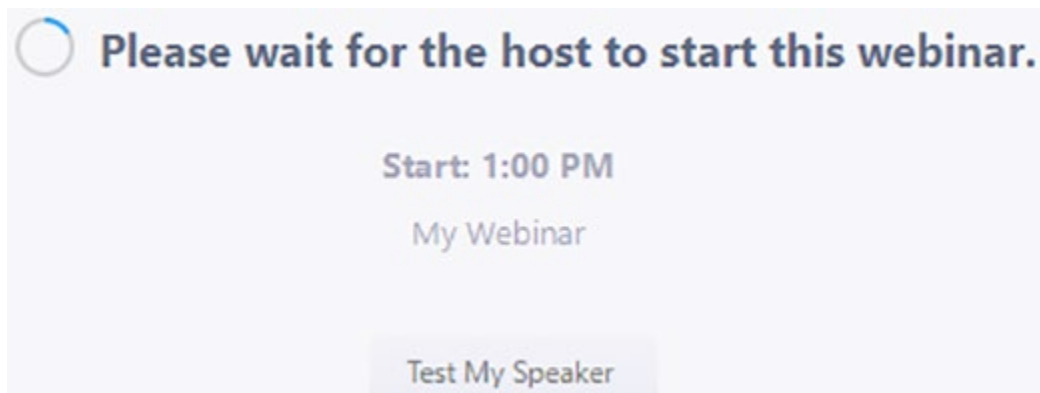 Please wait for the host to start this webinar.
Start: 1:00 PM
My Webinar
Test My Speaker